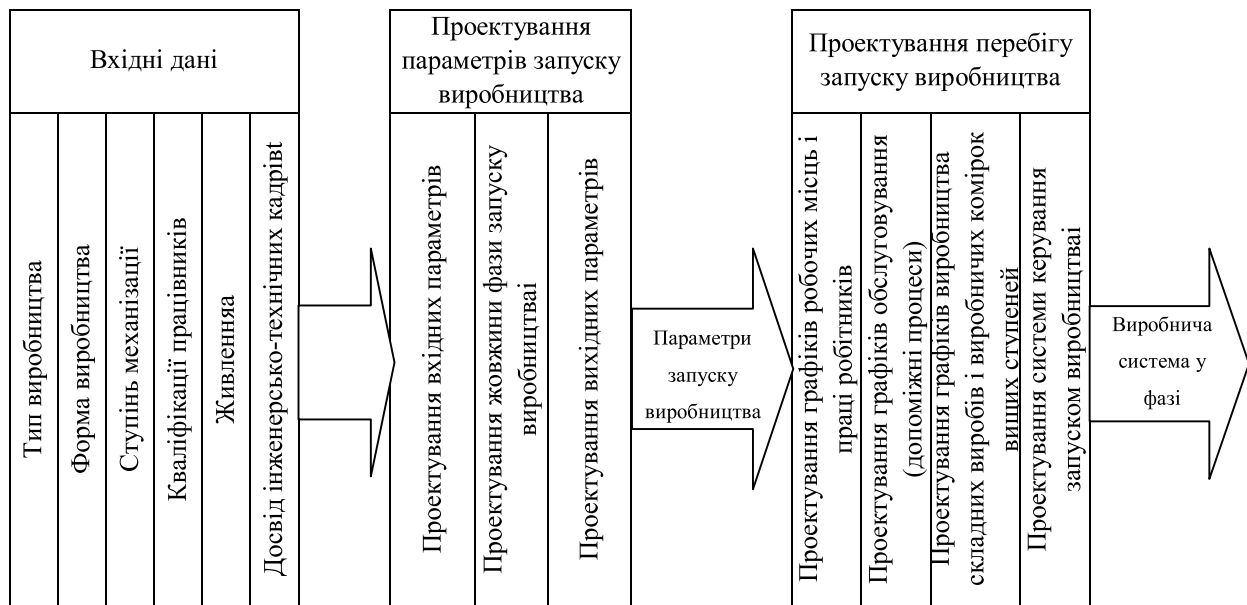 Вхідні дані
Тип виробництва
Форма виробництва
Ступінь механізації
Кваліфікації працівників
Живленняа
Досвід інженерсько-технічних кадрівt
Проектування
параметрів запуску
виробництва
Проектування вхідних параметрів
Проектування жовжини фази запуску
виробництваі
Проектування вихідних параметрів
Параметри
запуску
виробництва
Проектування перебігу
запуску виробництва
Проектування графіків робочих місць і
праці робітників
Проектування графіків обслуговування
(допоміжні процеси)
Проектування графіків виробництва
складних виробів і виробничих комірок
вищих ступеней
Проектування системи керування
запуском виробництваі
Виробнича
система у
фазі